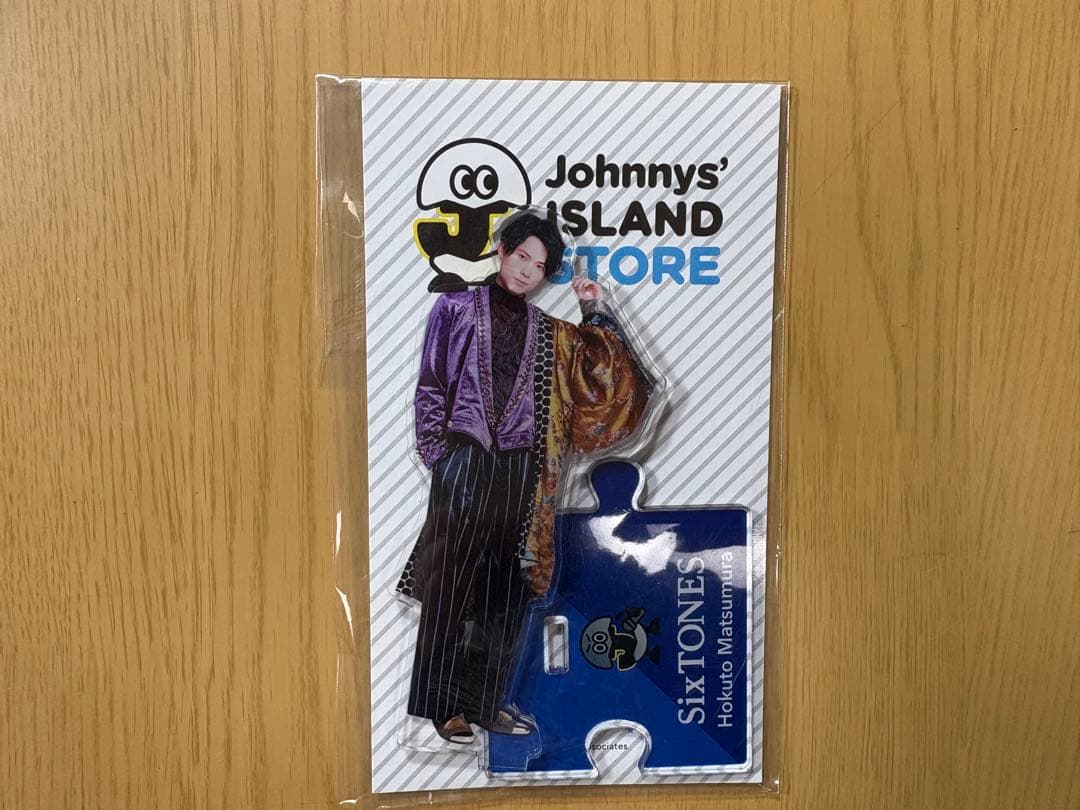 Johnnys'
ISLAND
STORE
SixTONES
Hokuto Matsumura
J